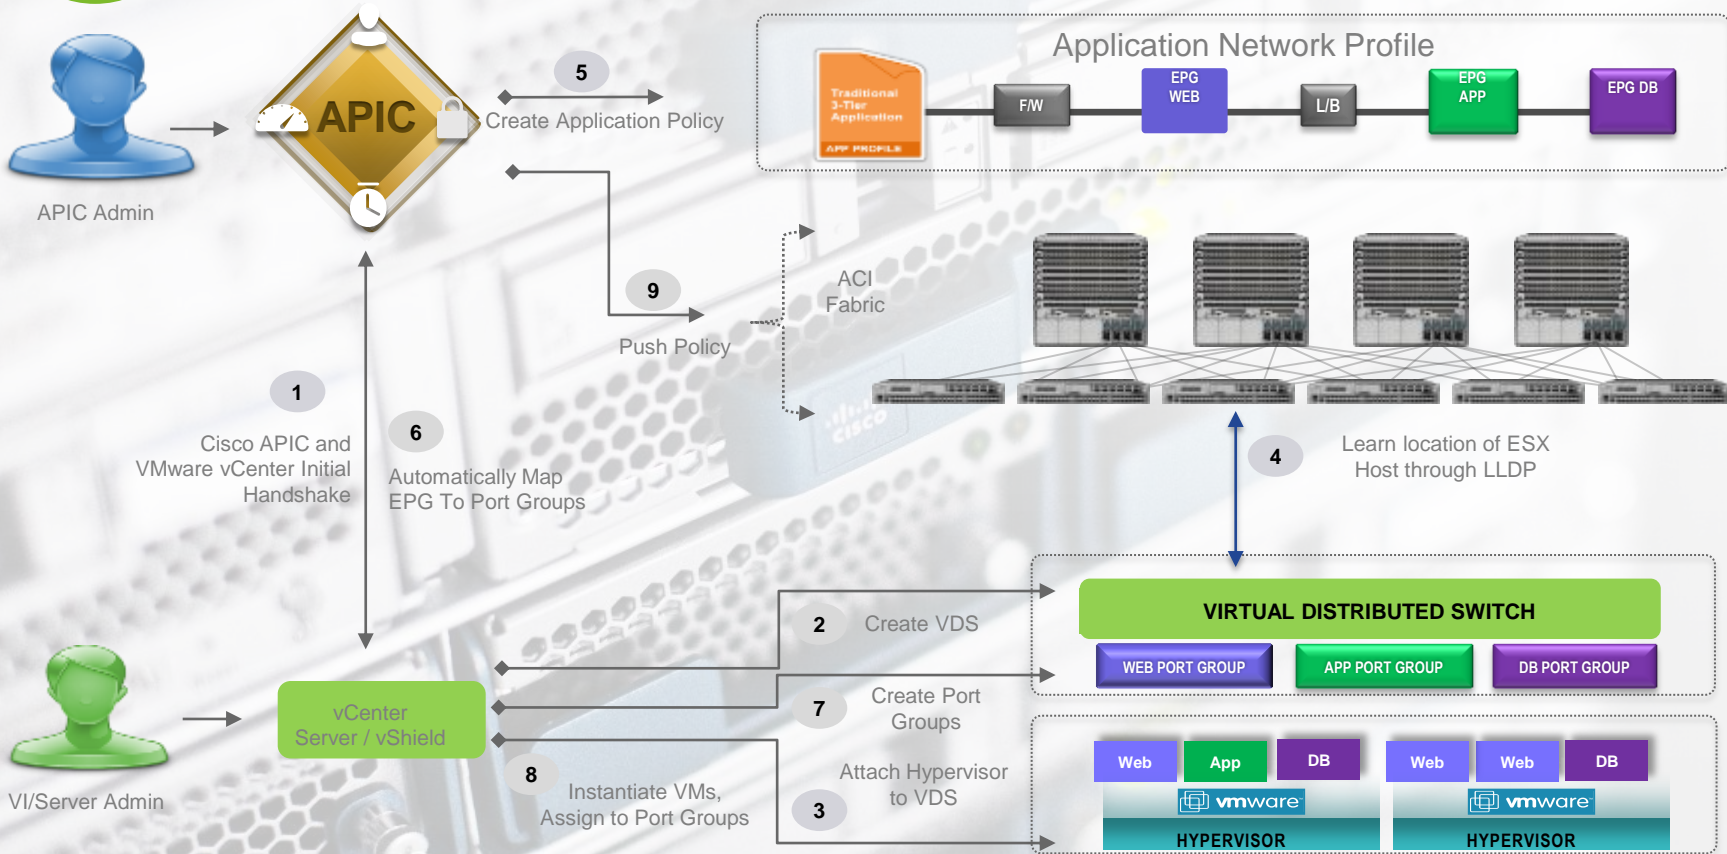 Application Network Profile
Traditional
3-Tier
Application
APP PROFILE
F/W
EPG
WEB
L/B
EPG
APP
EPG DB
APIC
5
Create Application Policy
APIC Admin
9
Push Policy
ACI
Fabric
CISCO
1
Cisco APIC and
VMware vCenter Initial
Handshake
6
Automatically Map
EPG To Port Groups
4
Learn location of ESX
Host through LLDP
2
Create VDS
VIRTUAL DISTRIBUTED SWITCH
WEB PORT GROUP
APP PORT GROUP
DB PORT GROUP
vCenter
Server / vShield
VI/Server Admin
7
Create Port
Groups
8
Instantiate VMs,
Assign to Port Groups
Attach Hypervisor
to VDS
3
Web
App
DB
vmware
HYPERVISOR
Web
Web
DB
vmware
HYPERVISOR